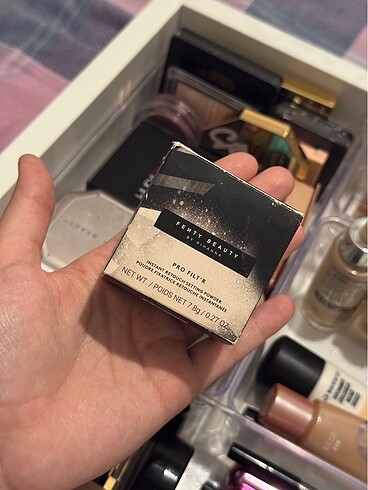 FENTY BEAUTY
BY RIHANNA
PRO FILT'R
INSTANT RETOUCH SETTING POWDER
POUDRE FIXATRICE RETOUCHE INSTANTANÉE
NET WT. / POIDS NET 7.8g / 0.27 OZ.